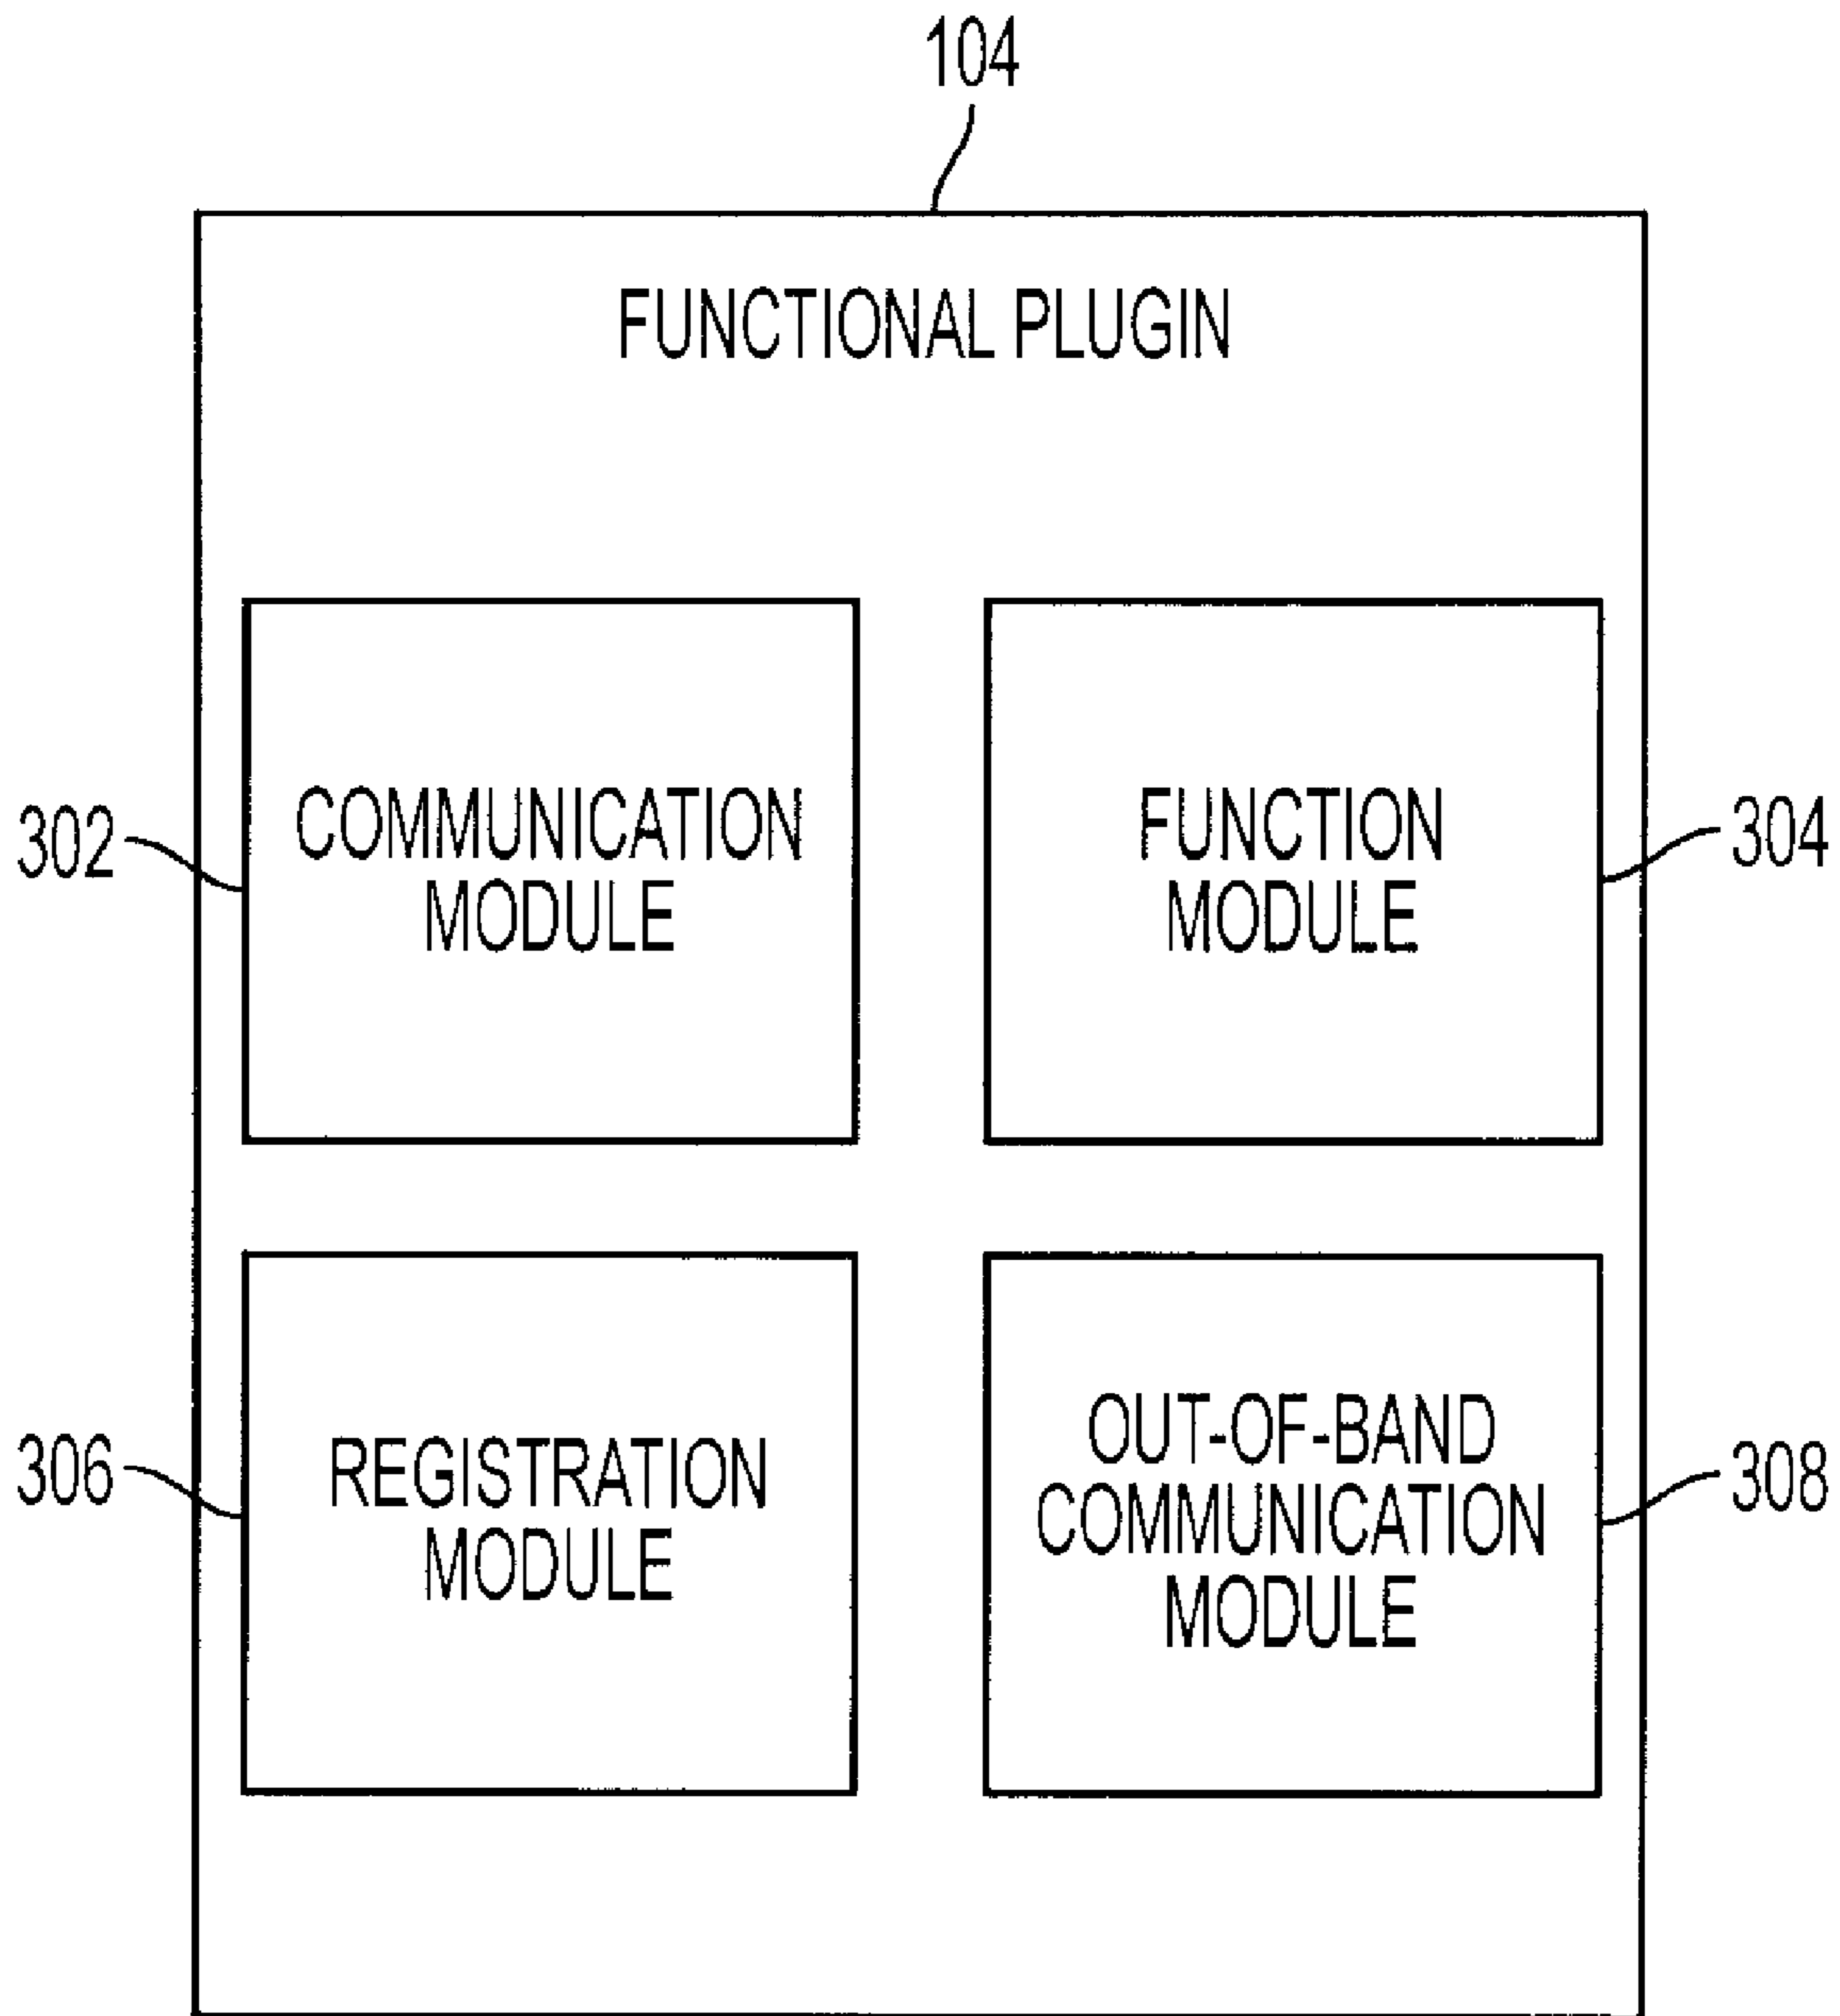 104
FUNCTIONAL PLUGIN
302
COMMUNICATION
MODULE
FUNCTION
MODULE
304
306
REGISTRATION
MODULE
OUT-OF-BAND
COMMUNICATION
MODULE
308